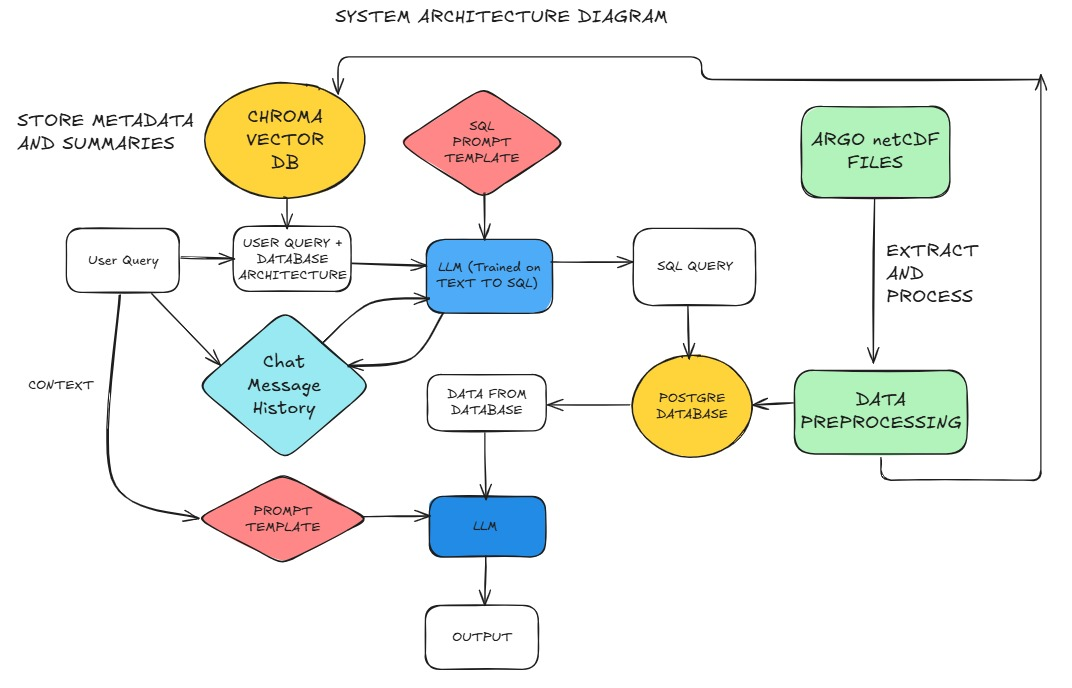 SYSTEM ARCHITECTURE DIAGRAM
STORE METADATA
AND SUMMARIES
CHROMA
VECTOR
DB
SQL
PROMPT
TEMPLATE
ARGO netCDF
FILES
User Query
USER QUERY +
DATABASE
ARCHITECTURE
LLM (Trained on
TEXT TO SQL)
SQL QUERY
EXTRACT
AND
PROCESS
CONTEXT
Chat
Message
History
DATA FROM
DATABASE
POSTGRE
DATABASE
DATA
PREPROCESSING
PROMPT
TEMPLATE
LLM
OUTPUT